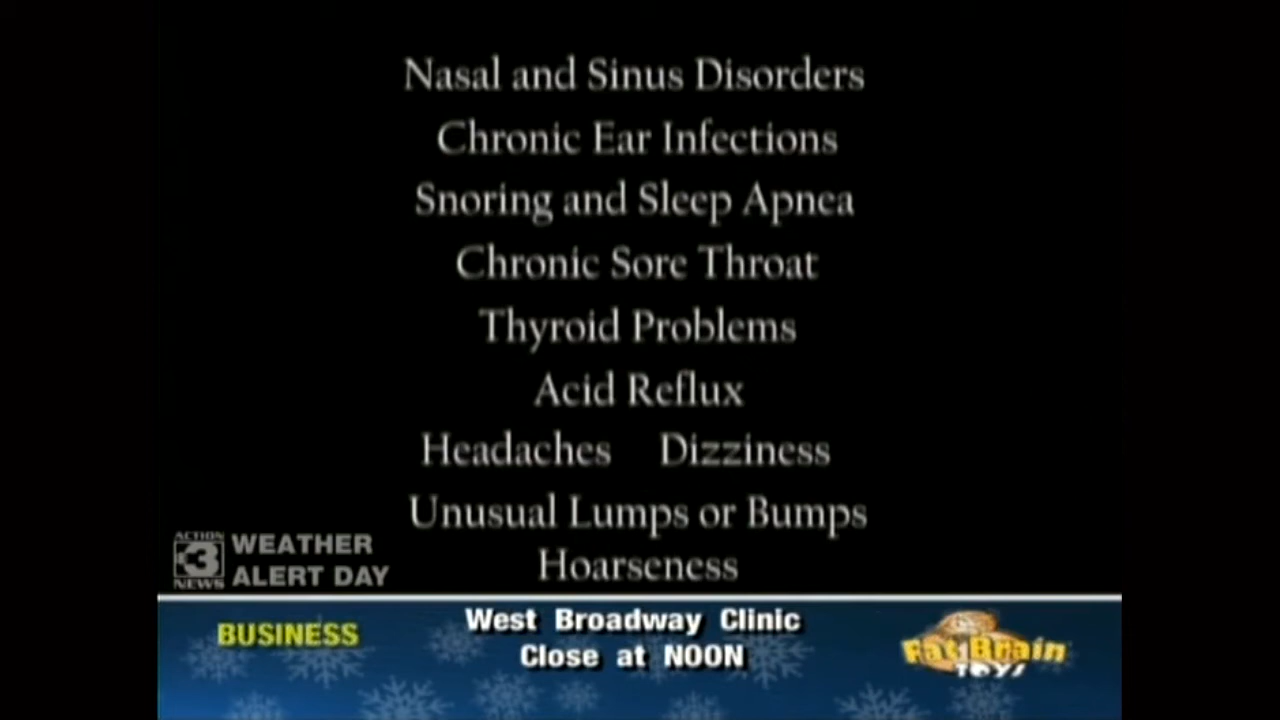 Nasal and Sinus Disorders
Chronic Ear Infections
Snoring and Sleep Apnea
Chronic Sore Throat
Thyroid Problems
Acid Reflux
Headaches Dizziness
Unusual Lumps or Bumps
Hoarseness
ACTION
3
NEWS
WEATHER
ALERT DAY
BUSINESS
West Broadway Clinic
Close at NOON
Fat Brain
TOYS